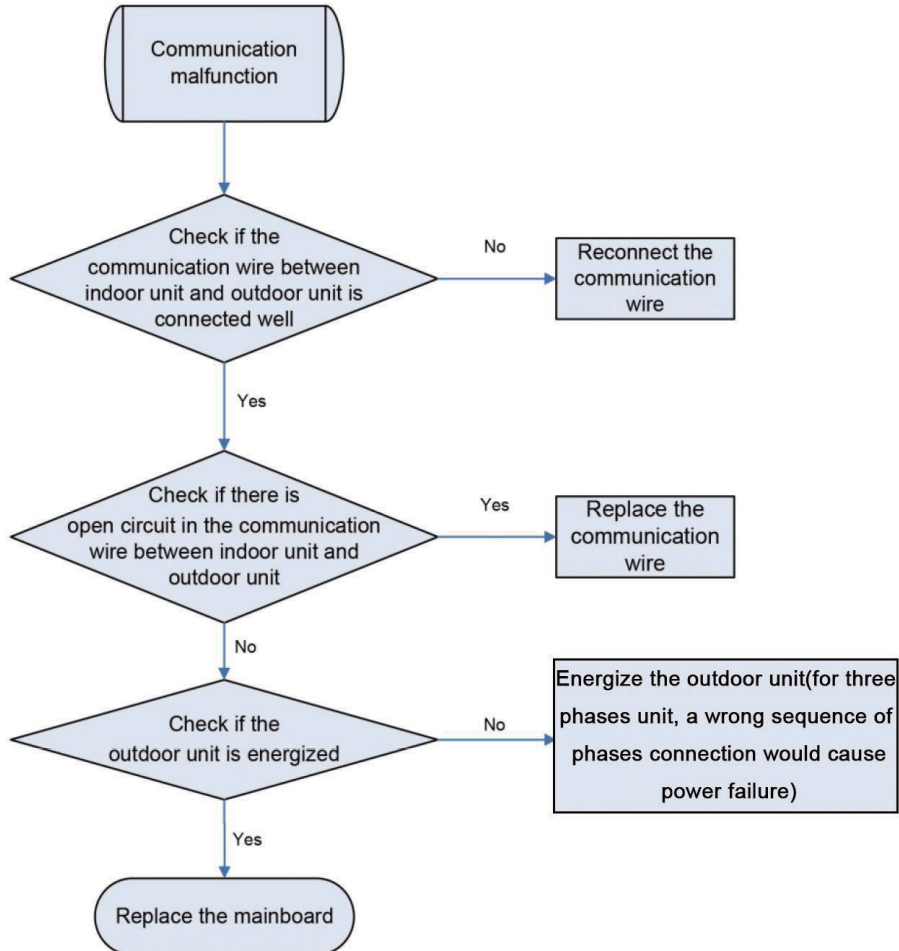 Communication
malfunction
Check if the
communication wire between
indoor unit and outdoor unit is
connected well
No
Reconnect the
communication
wire
Yes
Check if there is
open circuit in the communication
wire between indoor unit and
outdoor unit
Yes
Replace the
communication
wire
No
Check if the
outdoor unit is energized
No
Energize the outdoor unit(for three
phases unit, a wrong sequence of
phases connection would cause
power failure)
Yes
Replace the mainboard